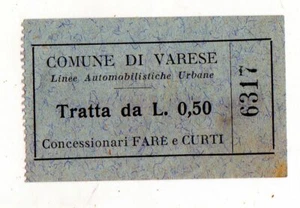 COMUNE DI VARESE
Linee Automobilistiche Urbane
Tratta da L. 0,50
Concessionari FARE e CURTI
6317